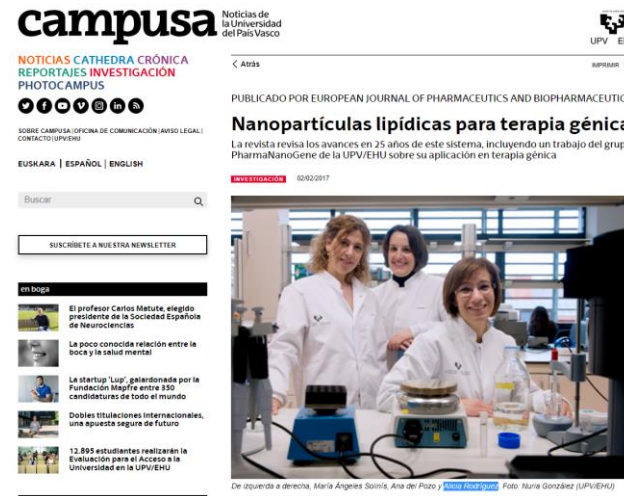 campusa
Noticias de
la Universidad
del País Vasco
UPV
NOTICIAS CATHEDRA CRÓNICA
REPORTAJES INVESTIGACIÓN
PHOTOCAMPUS
SOBRE CAMPUSA | OFICINA DE COMUNICACIÓN | AVISO LEGAL |
CONTACTO | UPV/EHU
EUSKARA | ESPAÑOL | ENGLISH
Buscar
SUSCRÍBETE A NUESTRA NEWSLETTER
en boga
El profesor Carlos Matute, elegido
presidente de la Sociedad Española
de Neurociencias
La poco conocida relación entre la
boca y la salud mental
La startup 'Lup', galardonada por la
Fundación Mapfre entre 350
candidaturas de todo el mundo
Dobles titulaciones internacionales,
una apuesta segura de futuro
12.895 estudiantes realizarán la
Evaluación para el Acceso a la
Universidad en la UPV/EHU
< Atrás
IMPRIMIR
PUBLICADO POR EUROPEAN JOURNAL OF PHARMACEUTICS AND BIOPHARMACEUTIC
Nanopartículas lipídicas para terapia génica
La revista revisa los avances en 25 años de este sistema, incluyendo un trabajo del grup
PharmaNanoGene de la UPV/EHU sobre su aplicación en terapia génica
INVESTIGACIÓN 02/02/2017
De izquierda a derecha, María Ángeles Solinís, Ana del Pozo y Alicia Rodríguez. Foto: Nuria González (UPV/EHU)